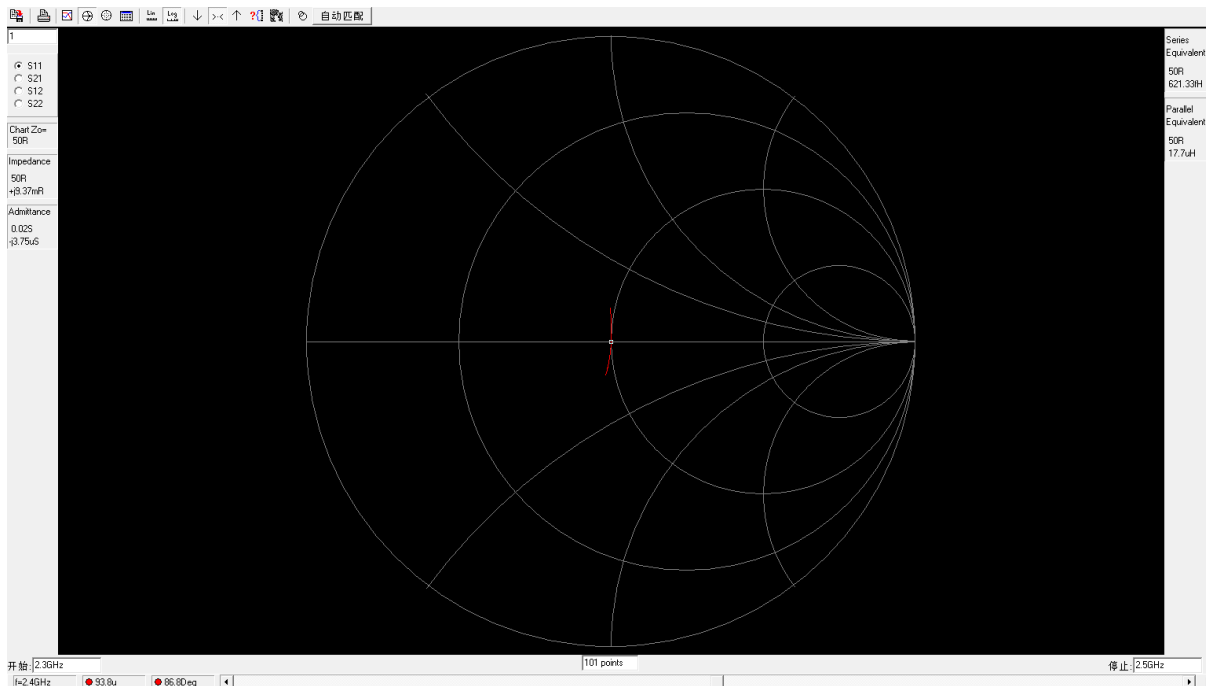 Lin
Log
自动匹配
1
S11
S21
S12
S22
Chart Zo=
50R
Impedance
50R
+j9.37mR
Admittance
0.02S
-j3.75uS
Series
Equivalent
50R
621.33fH
Parallel
Equivalent
50R
17.7uH
开始: 2.3GHz
101 points
停止: 2.5GHz
f=2.4GHz
93.8u
86.8Deg